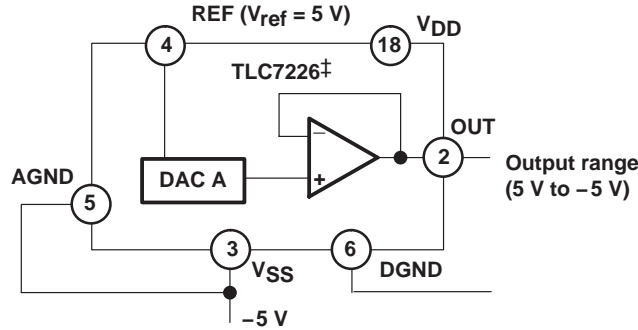 REF (Vref = 5 V)
4
18
VDD
TLC7226‡
−
+
OUT
2
DAC A
AGND
5
Output range
(5 V to −5 V)
3
VSS
6
DGND
−5 V